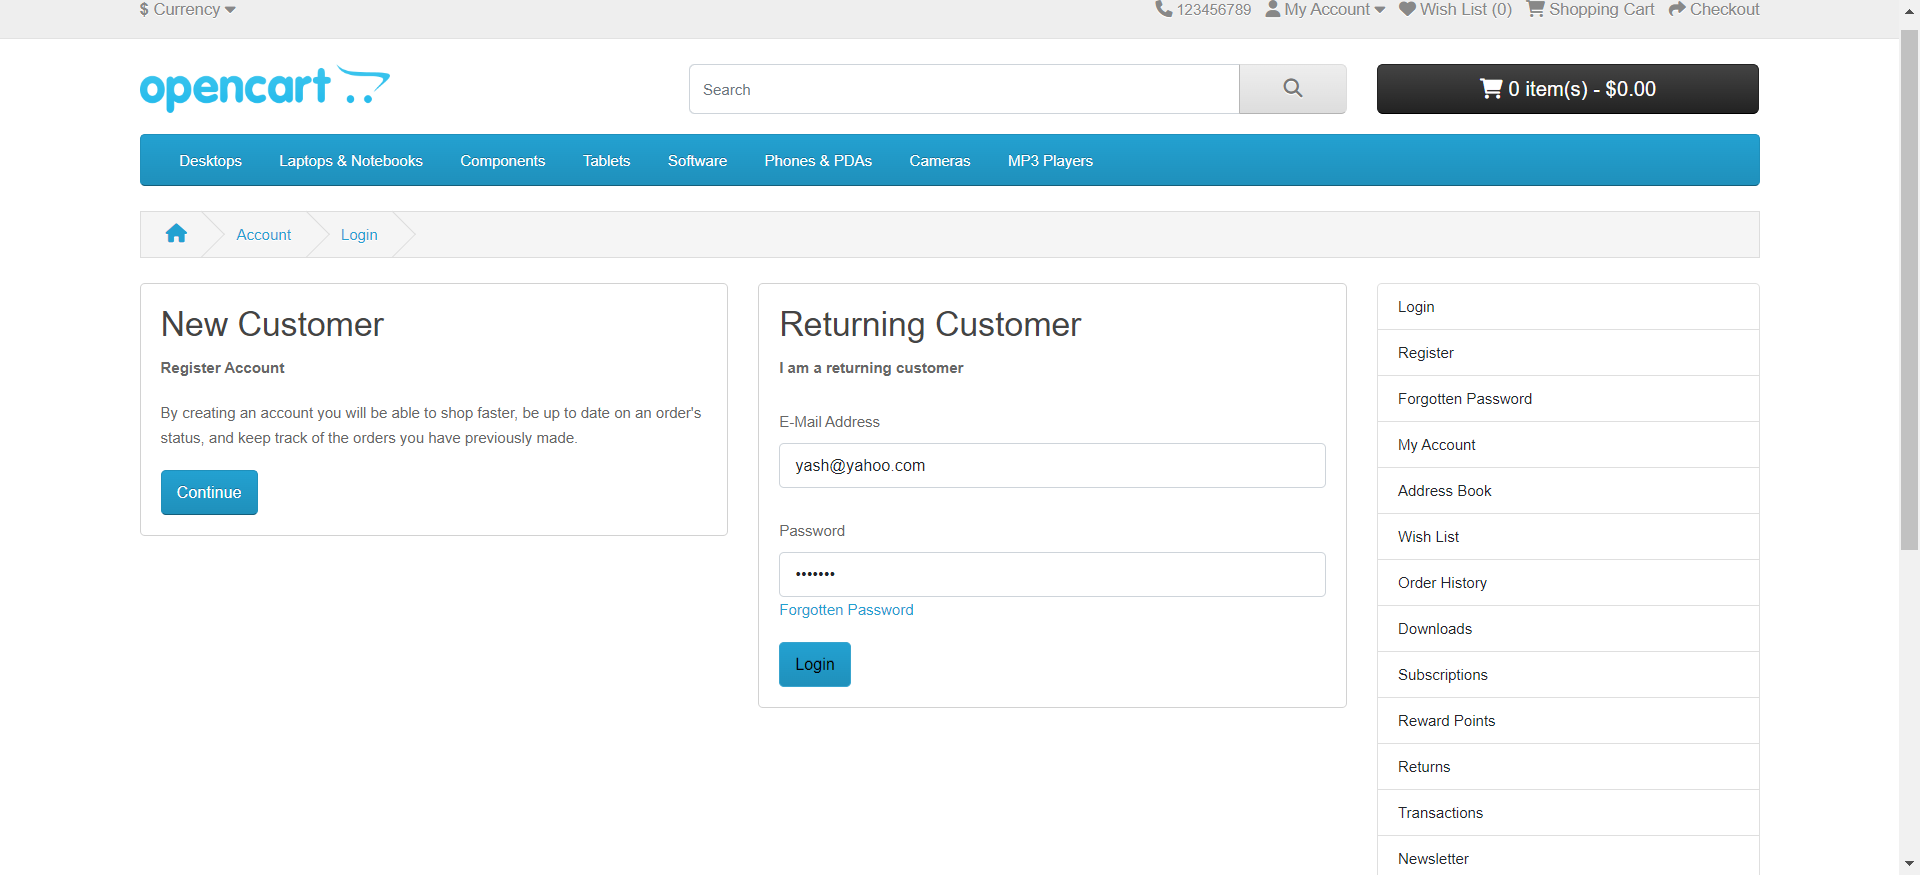 $ Currency
123456789 My Account Wish List (0) Shopping Cart Checkout
opencart
Search
0 item(s) - $0.00
Desktops Laptops & Notebooks Components Tablets Software Phones & PDAs Cameras MP3 Players
Account Login
New Customer
Register Account
By creating an account you will be able to shop faster, be up to date on an order's
status, and keep track of the orders you have previously made.
Continue
Returning Customer
I am a returning customer
E-Mail Address
yash@yahoo.com
Password
•••••••
Forgotten Password
Login
Login
Register
Forgotten Password
My Account
Address Book
Wish List
Order History
Downloads
Subscriptions
Reward Points
Returns
Transactions
Newsletter